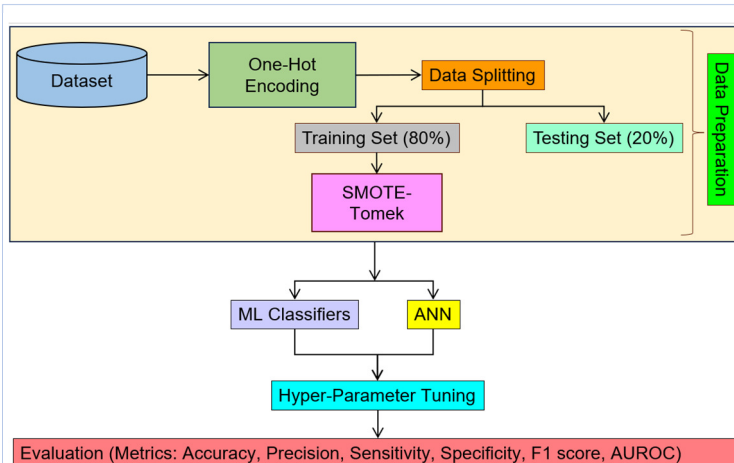 Dataset
One-Hot
Encoding
Data Splitting
Training Set (80%)
Testing Set (20%)
SMOTE-
Tomek
Data Preparation
ML Classifiers
ANN
Hyper-Parameter Tuning
Evaluation (Metrics: Accuracy, Precision, Sensitivity, Specificity, F1 score, AUROC)